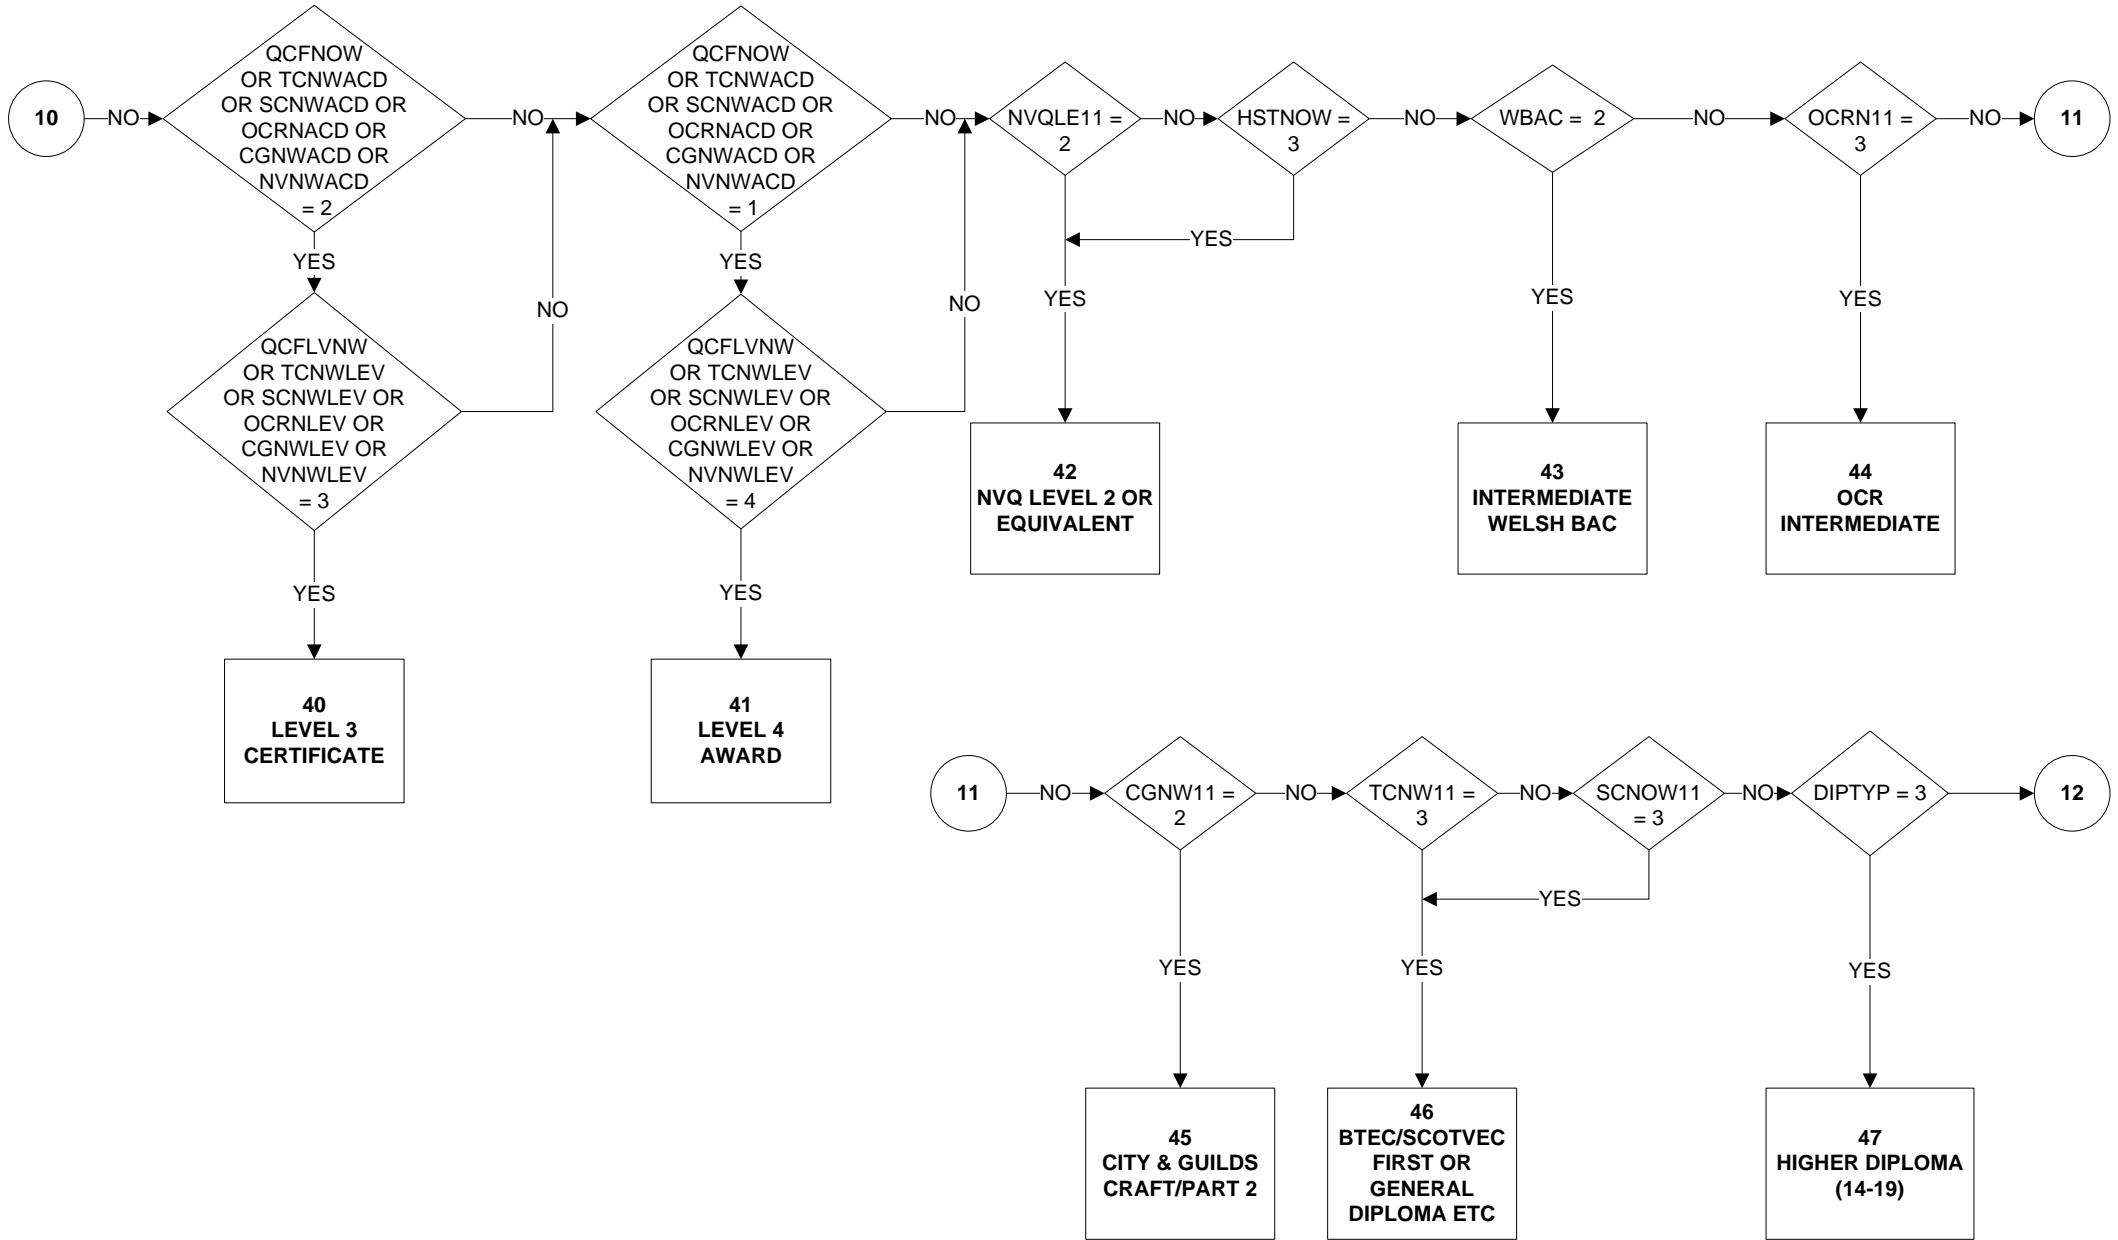 10
NO
QCFNOW
OR TCNWACD
OR SCNWACD OR
OCRNACD OR
CGNWACD OR
NVNWACD
= 2
NO
QCFNOW
OR TCNWACD
OR SCNWACD OR
OCRNACD OR
CGNWACD OR
NVNWACD
= 1
NO
NVQLE11 =
2
NO
HSTNOW =
3
NO
WBAC = 2
NO
OCRN11 =
3
NO
11
YES
YES
YES
YES
YES
YES
NO
NO
QCFLVNW
OR TCNWLEV
OR SCNWLEV OR
OCRNLEV OR
CGNWLEV OR
NVNWLEV
= 3
QCFLVNW
OR TCNWLEV
OR SCNWLEV OR
OCRNLEV OR
CGNWLEV OR
NVNWLEV
= 4
42
NVQ LEVEL 2 OR
EQUIVALENT
43
INTERMEDIATE
WELSH BAC
44
OCR
INTERMEDIATE
YES
YES
40
LEVEL 3
CERTIFICATE
41
LEVEL 4
AWARD
11
NO
CGNW11 =
2
NO
TCNW11 =
3
NO
SCNOW11
= 3
NO
DIPTYP = 3
12
YES
YES
YES
YES
45
CITY & GUILDS
CRAFT/PART 2
46
BTEC/SCOTVEC
FIRST OR
GENERAL
DIPLOMA ETC
47
HIGHER DIPLOMA
(14-19)